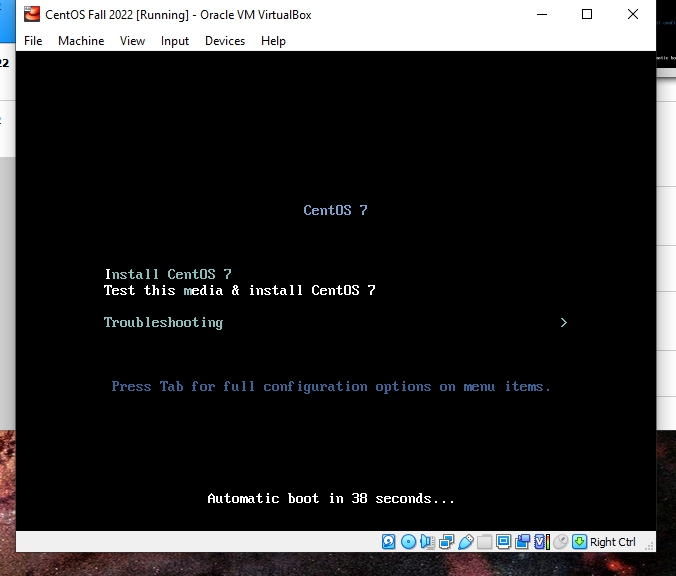 CentOS Fall 2022 [Running] - Oracle VM VirtualBox
File Machine View Input Devices Help
22
CentOS 7
Install CentOS 7
Test this media & install CentOS 7
Troubleshooting >
Press Tab for full configuration options on menu items.
Automatic boot in 38 seconds...
Right Ctrl